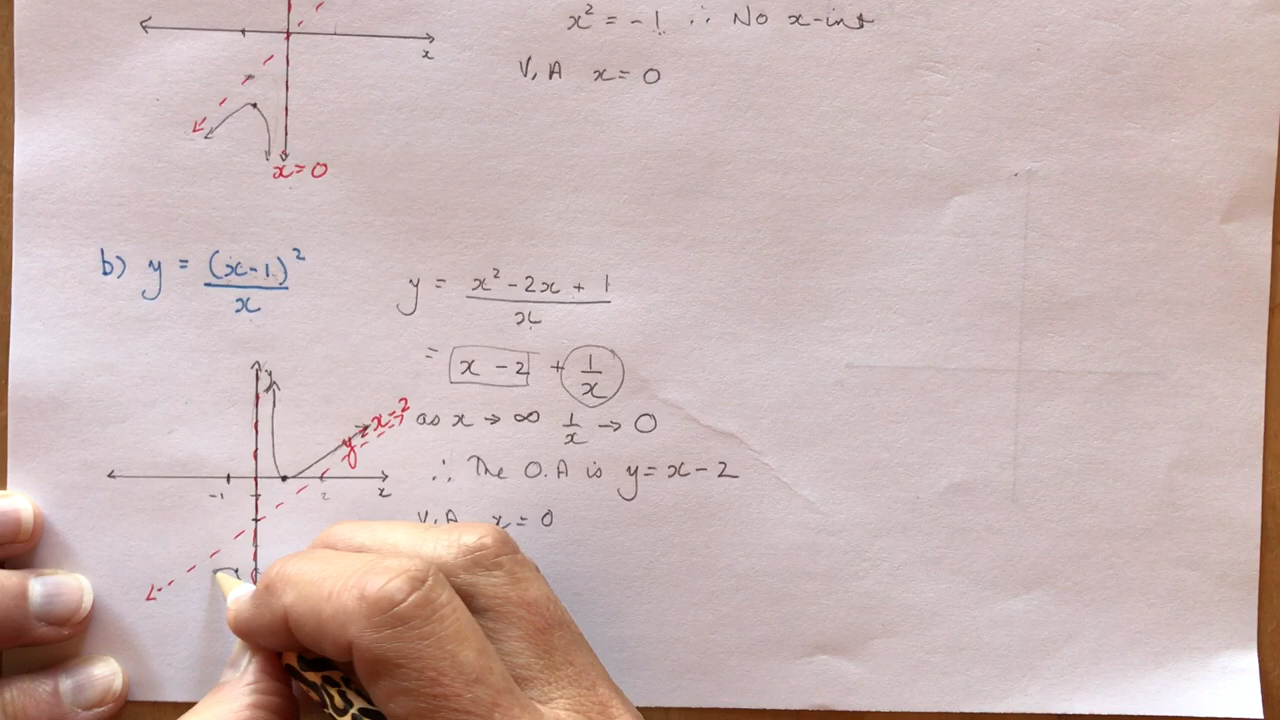 x² = -1 ∴ No x-int
x
V, A x = 0
x = 0
b) y = (x-1)²/x
y = (x² - 2x + 1)/x
= x - 2 + 1/x
y
y = x - 2
as x → ∞ 1/x → 0
∴ The O.A is y = x - 2
-1 2 x
V.A x = 0